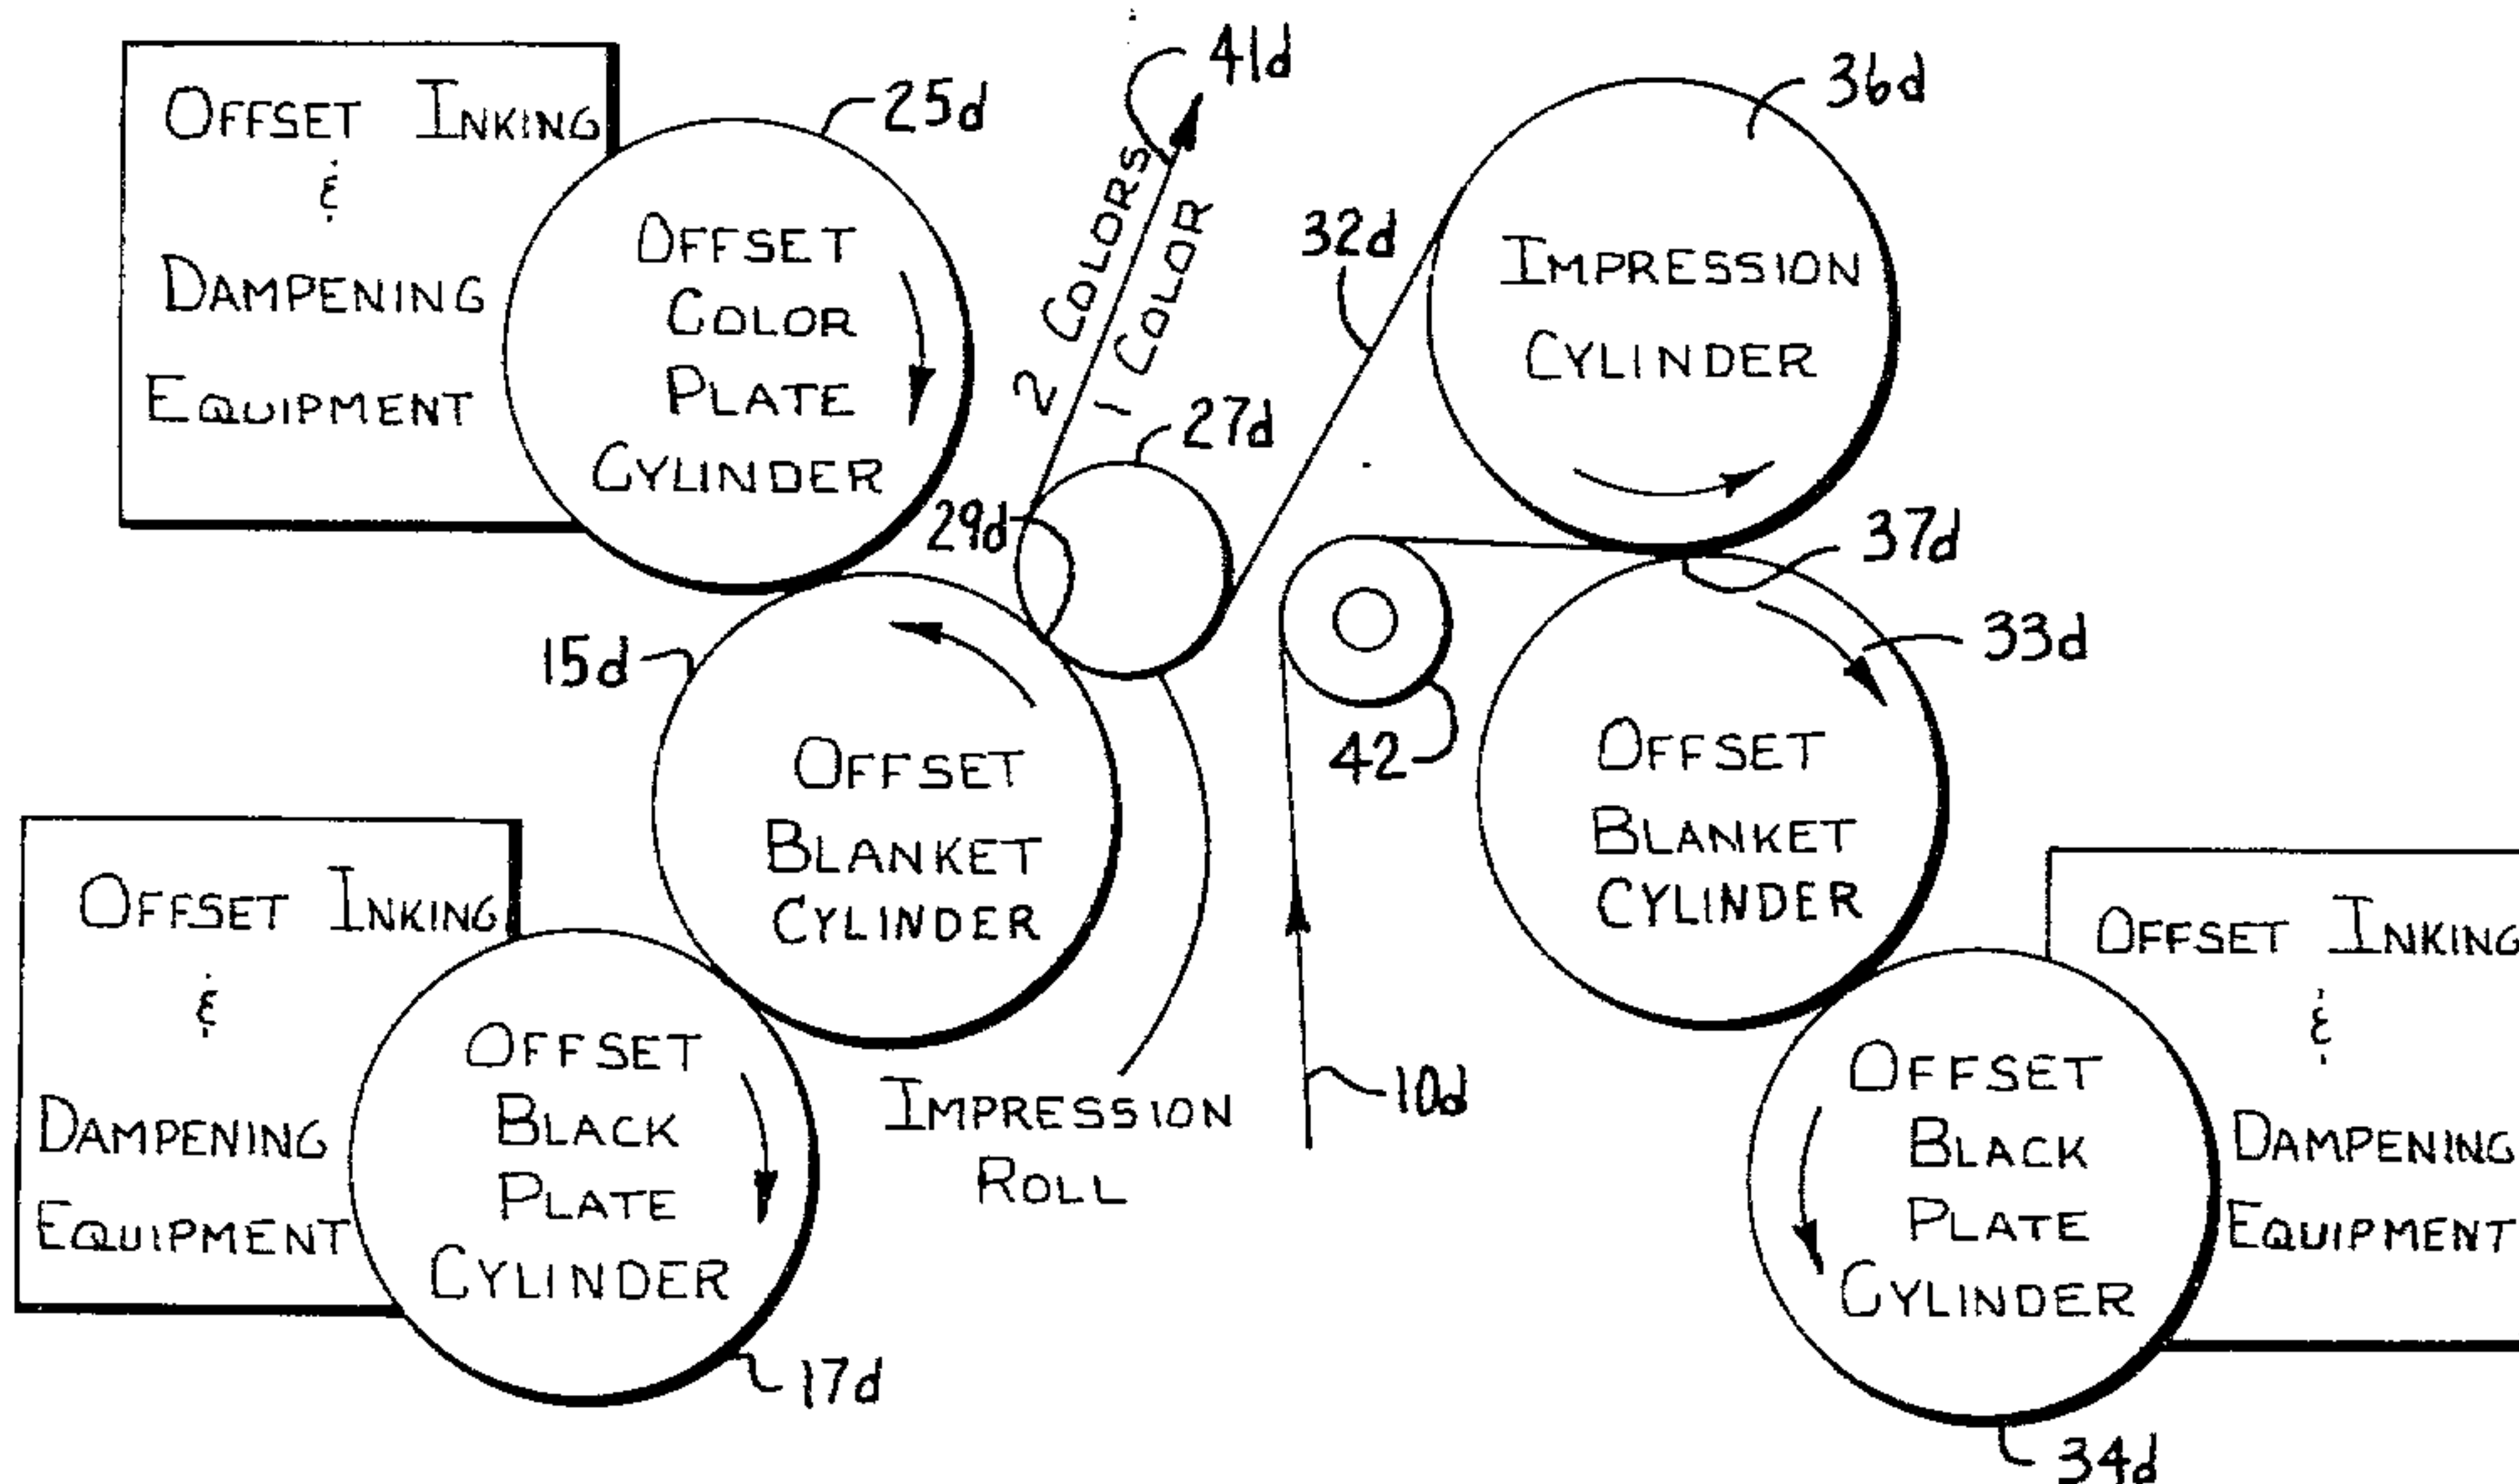 OFFSET INKING
&
DAMPENING
EQUIPMENT
25d
OFFSET
COLOR
PLATE
CYLINDER
41d
2 COLORS
1 COLOR
27d
29d
32d
36d
IMPRESSION
CYLINDER
37d
33d
42
10d
15d
OFFSET
BLANKET
CYLINDER
OFFSET
BLANKET
CYLINDER
OFFSET INKING
&
DAMPENING
EQUIPMENT
OFFSET
BLACK
PLATE
CYLINDER
17d
IMPRESSION
ROLL
OFFSET
BLACK
PLATE
CYLINDER
34d
OFFSET INKING
&
DAMPENING
EQUIPMENT